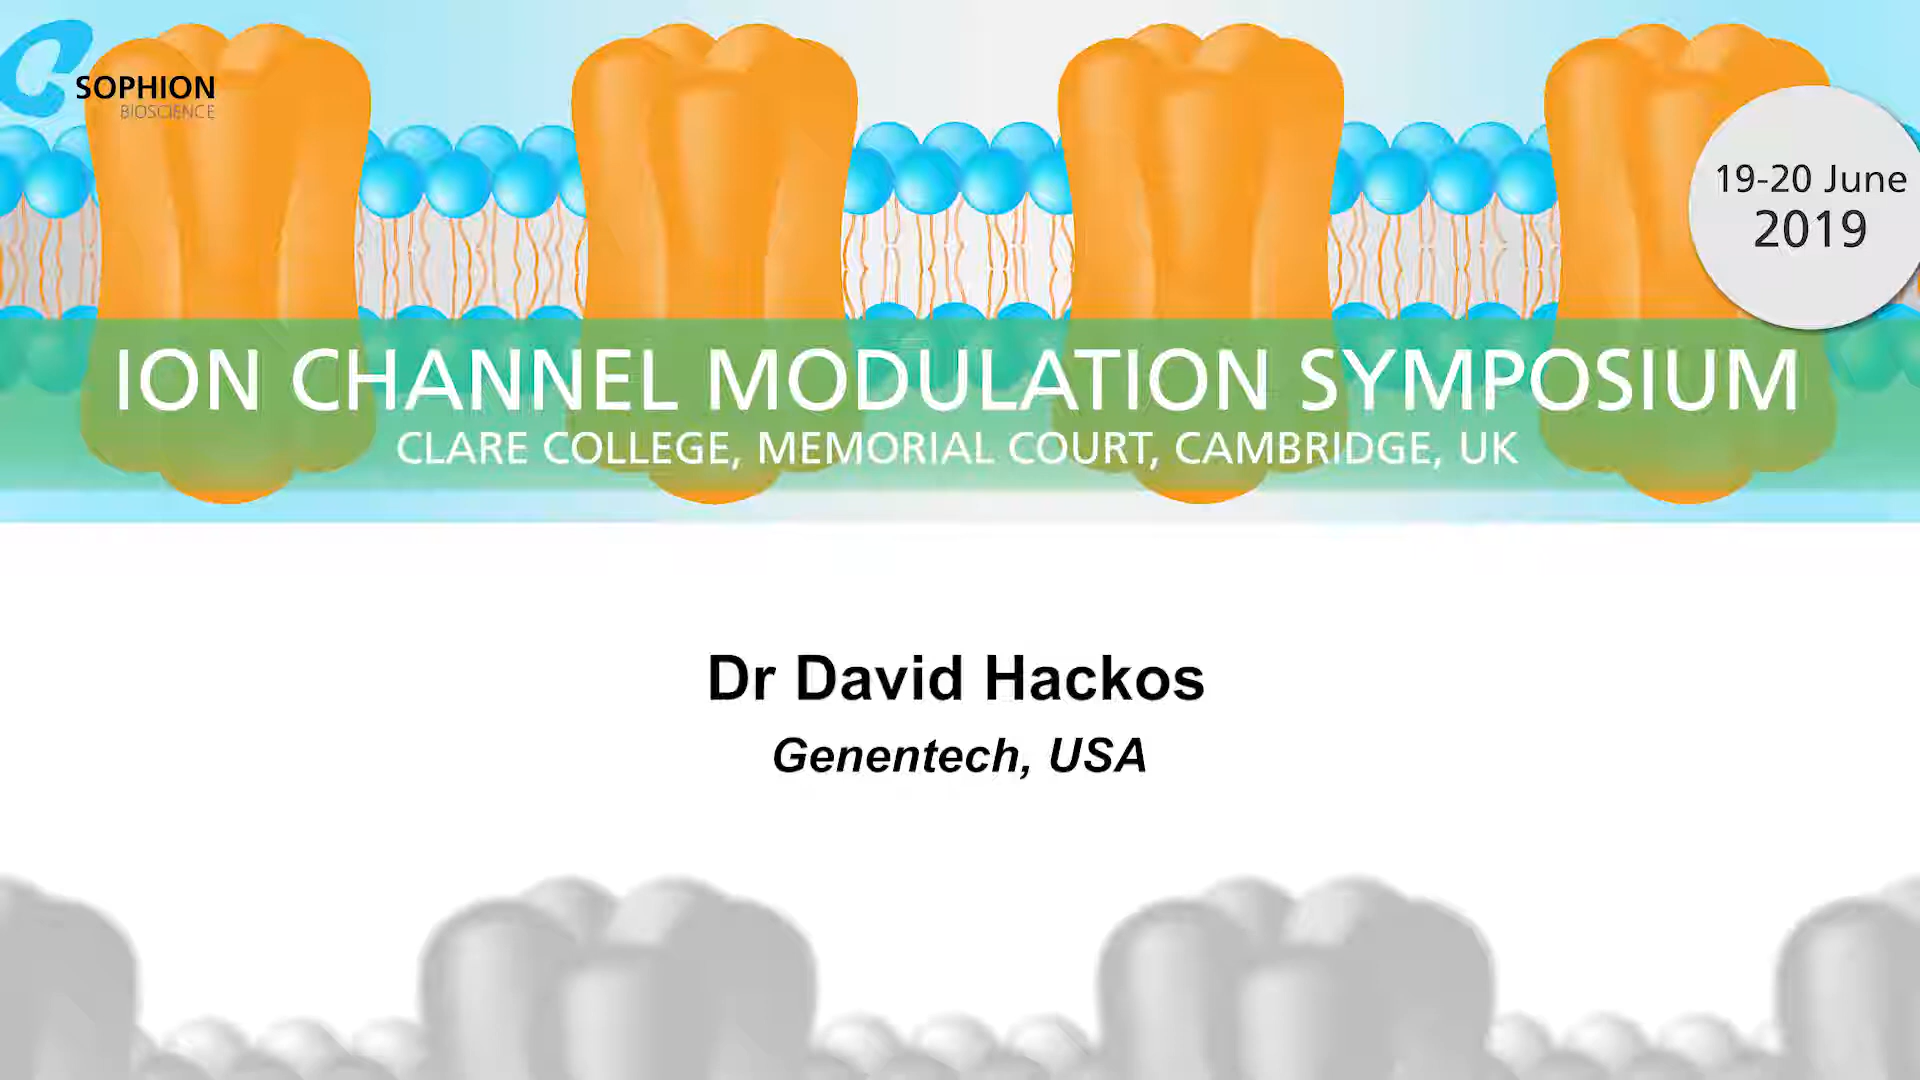 SOPHION
BIOSCIENCE
19-20 June
2019
ION CHANNEL MODULATION SYMPOSIUM
CLARE COLLEGE, MEMORIAL COURT, CAMBRIDGE, UK
Dr David Hackos
Genentech, USA